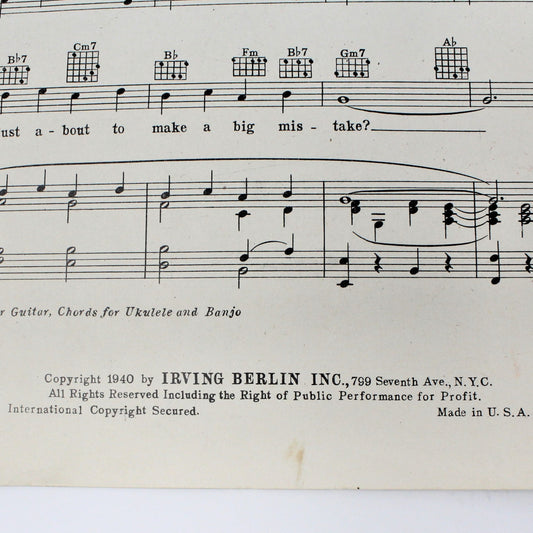 Bb7 Cm7 Bb Fm Bb7 Gm7 Ab
ust a-bout to make a big mis-take?
r Guitar, Chords for Ukulele and Banjo
Copyright 1940 by IRVING BERLIN INC., 799 Seventh Ave., N.Y.C.
All Rights Reserved Including the Right of Public Performance for Profit.
International Copyright Secured. Made in U.S.A.